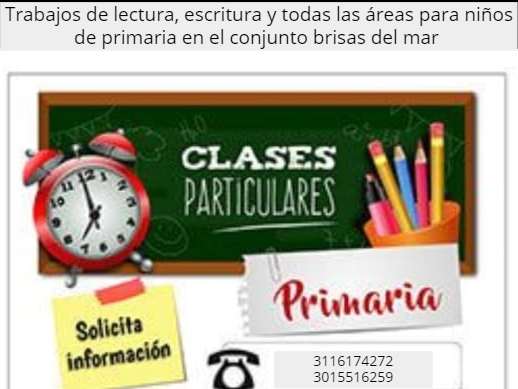 Trabajos de lectura, escritura y todas las áreas para niños
de primaria en el conjunto brisas del mar
CLASES
PARTICULARES
Primaria
Solicita
información
3116174272
3015516259